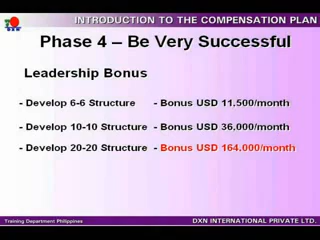 DXN
INTRODUCTION TO THE COMPENSATION PLAN
Phase 4 – Be Very Successful
Leadership Bonus
- Develop 6-6 Structure - Bonus USD 11,500/month
- Develop 10-10 Structure - Bonus USD 36,000/month
- Develop 20-20 Structure - Bonus USD 164,000/month
Training Department Philippines DXN INTERNATIONAL PRIVATE LTD.